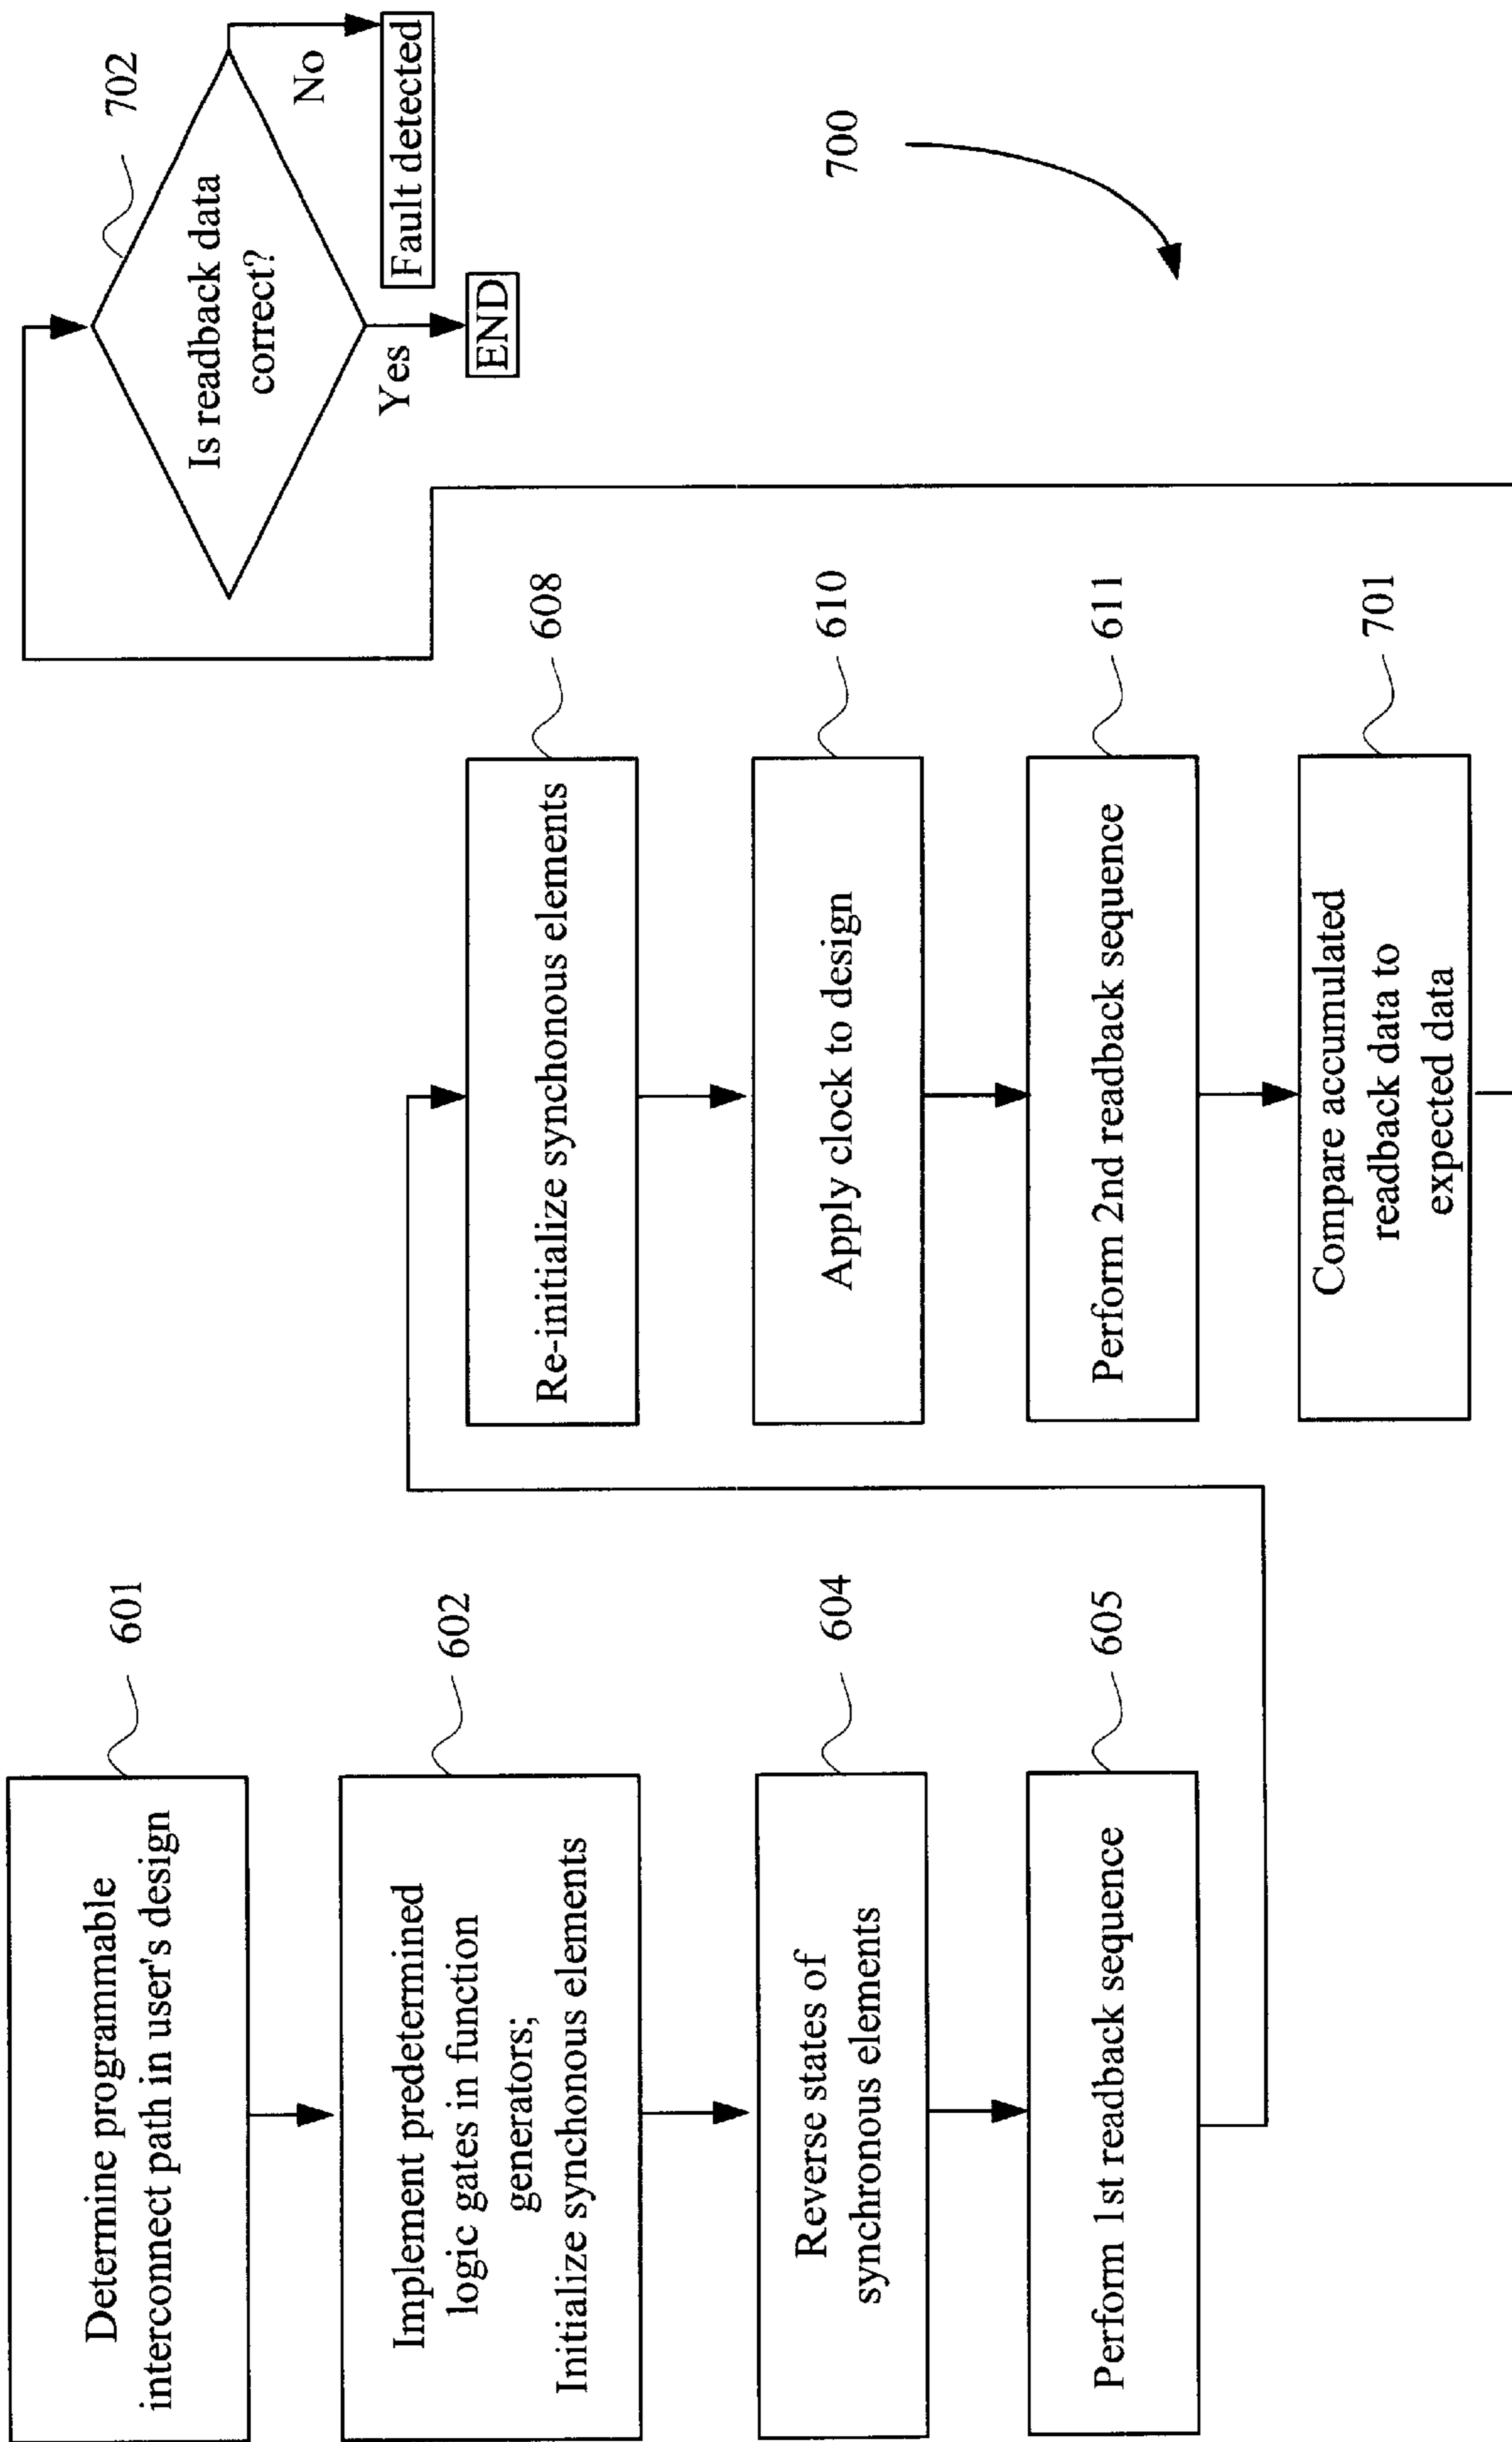 Determine programmable
interconnect path in user's design
601
Implement predetermined
logic gates in function
generators;
Initialize synchonous elements
602
Reverse states of
synchronous elements
604
Perform 1st readback sequence
605
Re-initialize synchonous elements
608
Apply clock to design
610
Perform 2nd readback sequence
611
Compare accumulated
readback data to
expected data
701
Is readback data
correct?
702
No
Fault detected
Yes
END
700